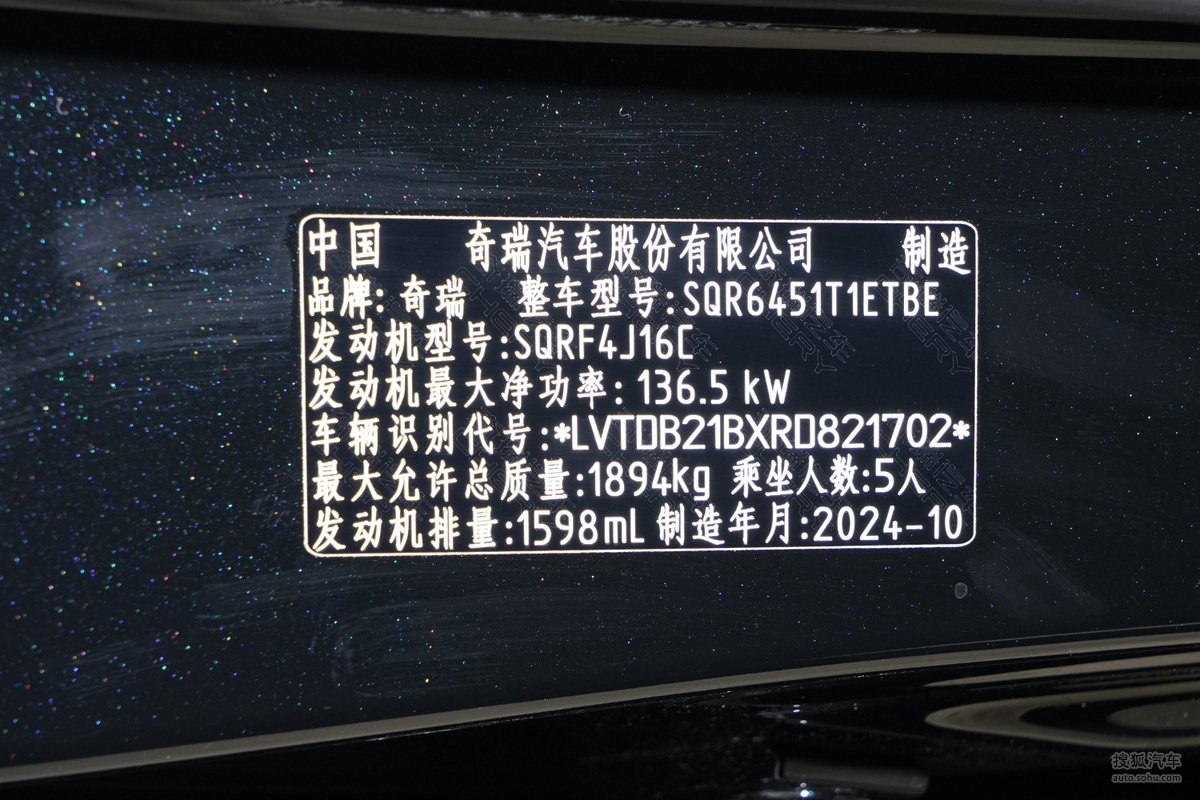 中国 奇瑞汽车股份有限公司 制造
品牌: 奇瑞 整车型号:SQR6451T1ETBE
发动机型号:SQRF4J16C
发动机最大净功率: 136.5 kW
车辆识别代号:*LVTDB21BXRD821702*
最大允许总质量:1894kg 乘坐人数:5人
发动机排量:1598mL 制造年月:2024-10
搜狐汽车
auto.sohu.com